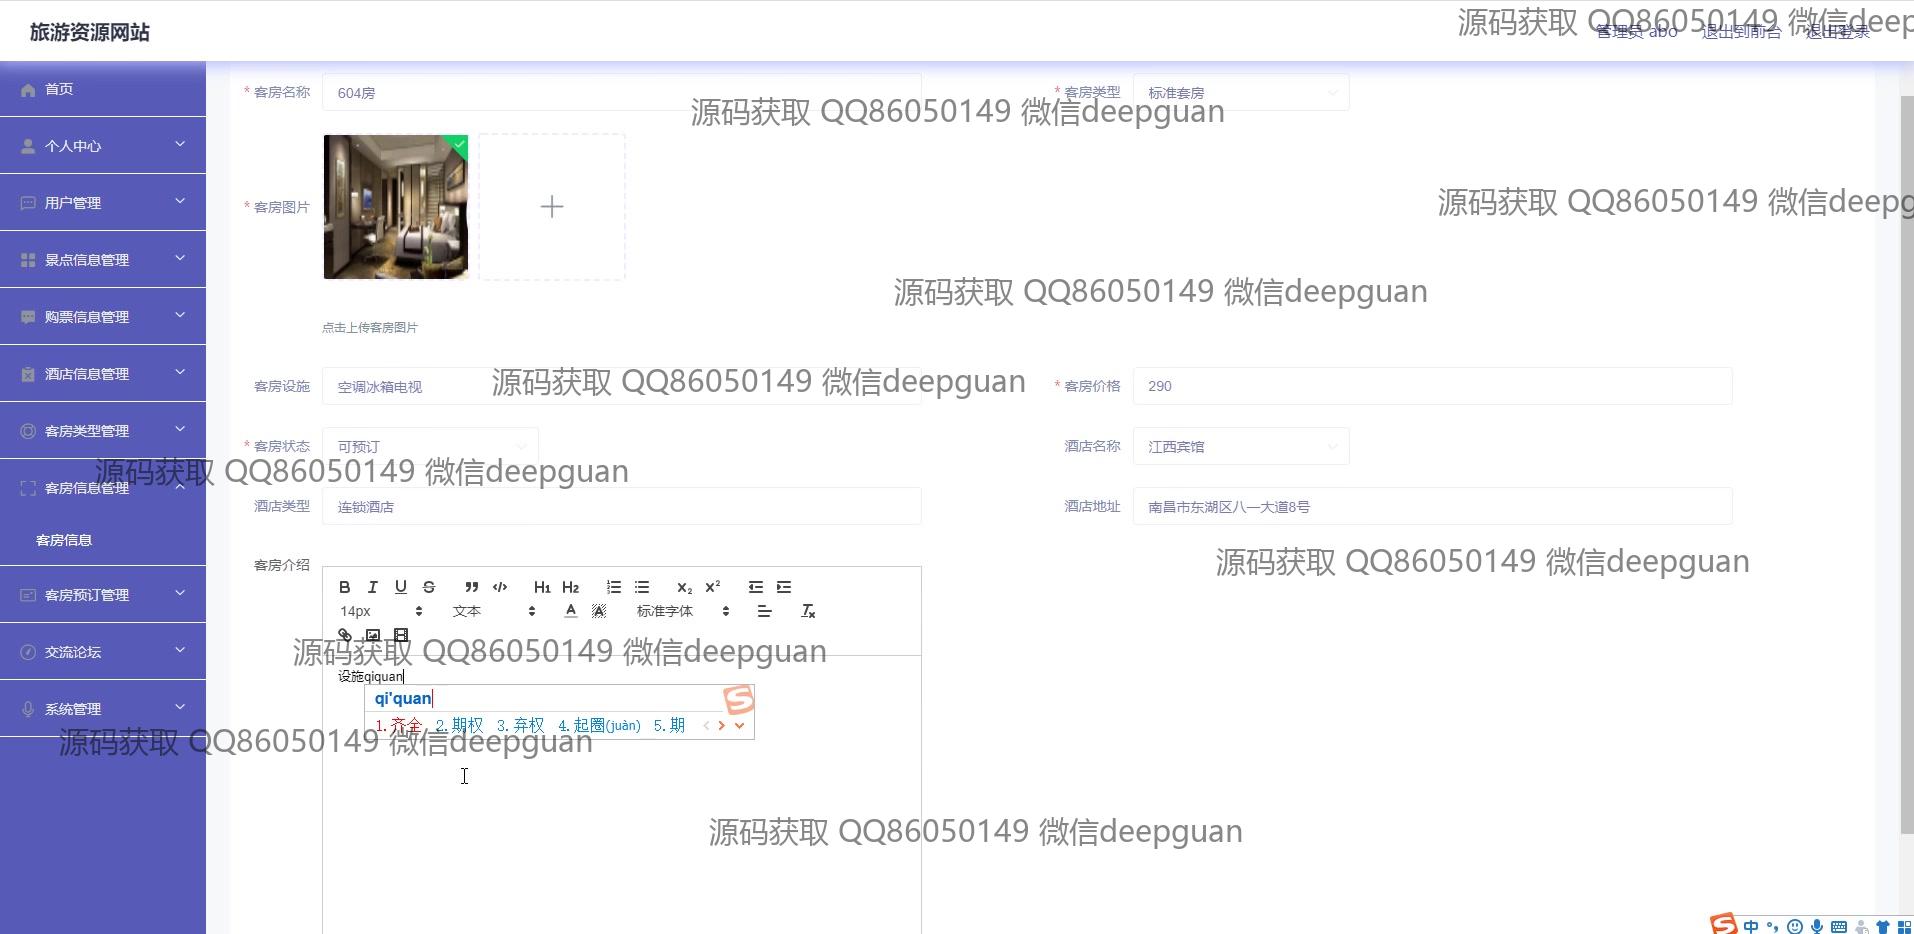 旅游资源网站
管理员 abo 退出到前台 退出登录
源码获取 QQ86050149 微信deep
首页
个人中心
用户管理
景点信息管理
购票信息管理
酒店信息管理
客房类型管理
客房信息管理
客房信息
客房预订管理
交流论坛
系统管理
* 客房名称 604房
* 客房类型 标准套房
源码获取 QQ86050149 微信deepguan
* 客房图片
源码获取 QQ86050149 微信deepg
源码获取 QQ86050149 微信deepguan
点击上传客房图片
客房设施 空调冰箱电视
源码获取 QQ86050149 微信deepguan
* 客房价格 290
* 客房状态 可预订
酒店名称 江西宾馆
源码获取 QQ86050149 微信deepguan
酒店类型 连锁酒店
酒店地址 南昌市东湖区八一大道8号
源码获取 QQ86050149 微信deepguan
客房介绍
B I U S H1 H2 X2 X2
14px 文本 A A 标准字体 Tx
源码获取 QQ86050149 微信deepguan
设施qiquan
qi'quan
1.齐全 2.期权 3.弃权 4.起圈(juàn) 5.期
源码获取 QQ86050149 微信deepguan
源码获取 QQ86050149 微信deepguan
中